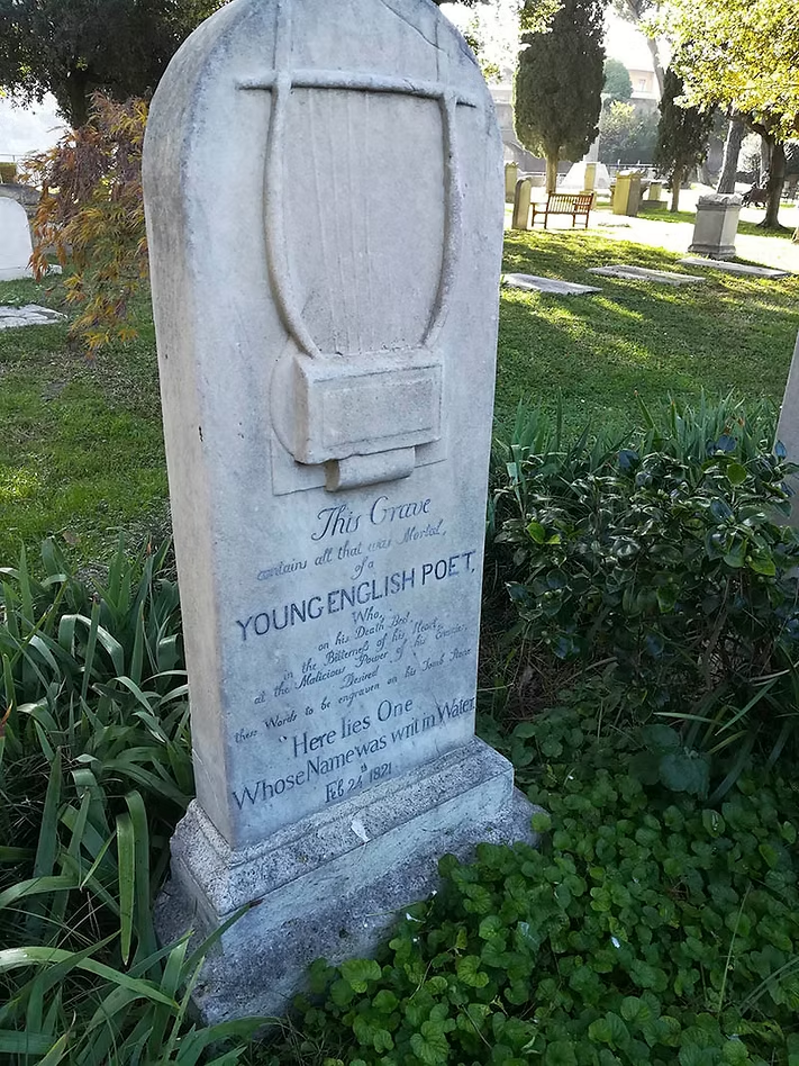 This Grave
contains all that was Mortal,
of a
YOUNG ENGLISH POET,
Who,
on his Death Bed,
in the Bitterness of his Heart,
at the Malicious Power of his Enemies,
Desired
these Words to be engraven on his Tomb Stone
"Here lies One
Whose Name was writ in Water.
Feb 24th 1821